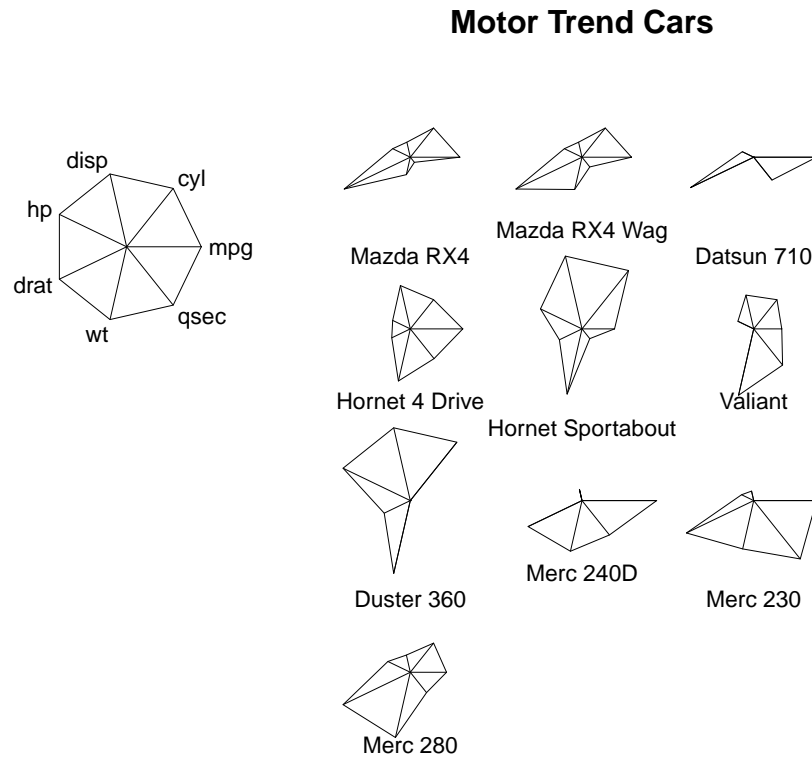 Motor Trend Cars
disp
cyl
hp
mpg
drat
wt
qsec
Mazda RX4
Mazda RX4 Wag
Datsun 710
Hornet 4 Drive
Hornet Sportabout
Valiant
Duster 360
Merc 240D
Merc 230
Merc 280